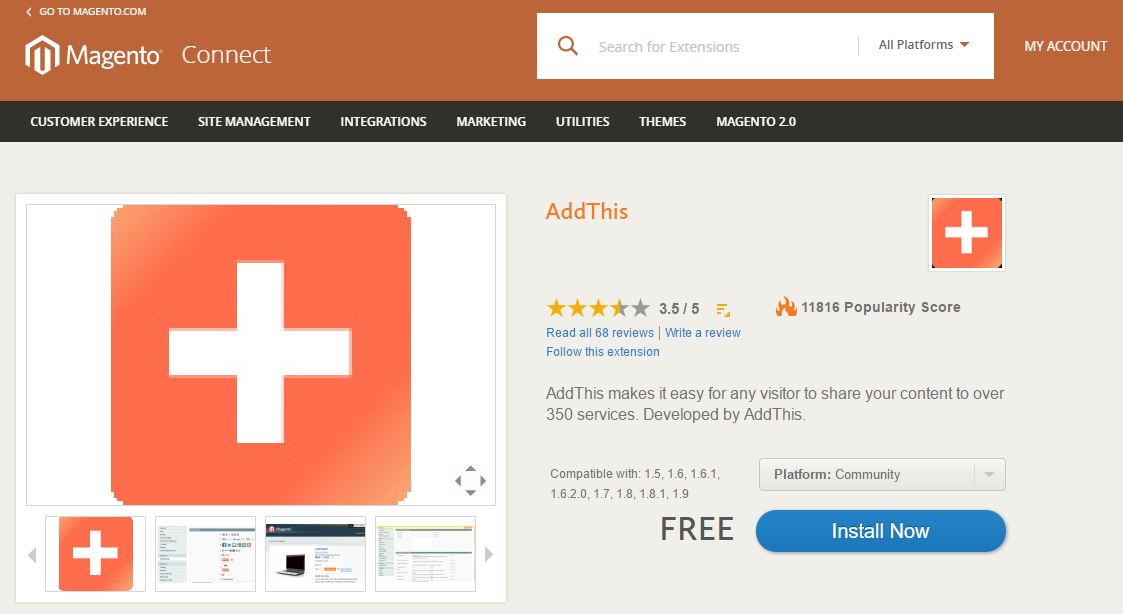 GO TO MAGENTO.COM
Magento Connect
Search for Extensions
All Platforms
MY ACCOUNT
CUSTOMER EXPERIENCE SITE MANAGEMENT INTEGRATIONS MARKETING UTILITIES THEMES MAGENTO 2.0
AddThis
3.5 / 5
11816 Popularity Score
Read all 68 reviews | Write a review
Follow this extension
AddThis makes it easy for any visitor to share your content to over
350 services. Developed by AddThis.
Compatible with: 1.5, 1.6, 1.6.1,
1.6.2.0, 1.7, 1.8, 1.8.1, 1.9
Platform: Community
FREE
Install Now